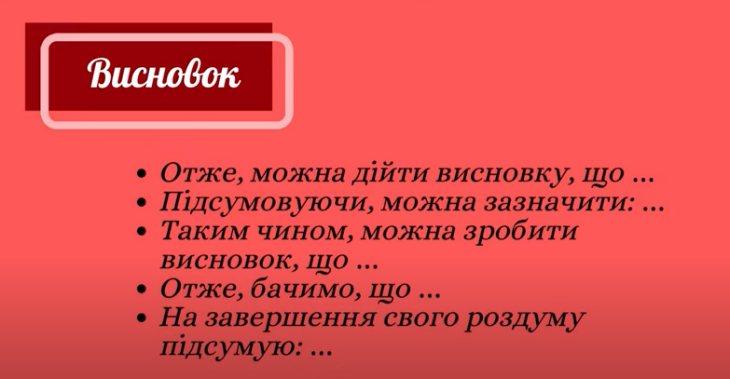 Висновок
• Отже, можна дійти висновку, що ...
• Підсумовуючи, можна зазначити: ...
• Таким чином, можна зробити
висновок, що ...
• Отже, бачимо, що ...
• На завершення свого роздуму
підсумую: ...